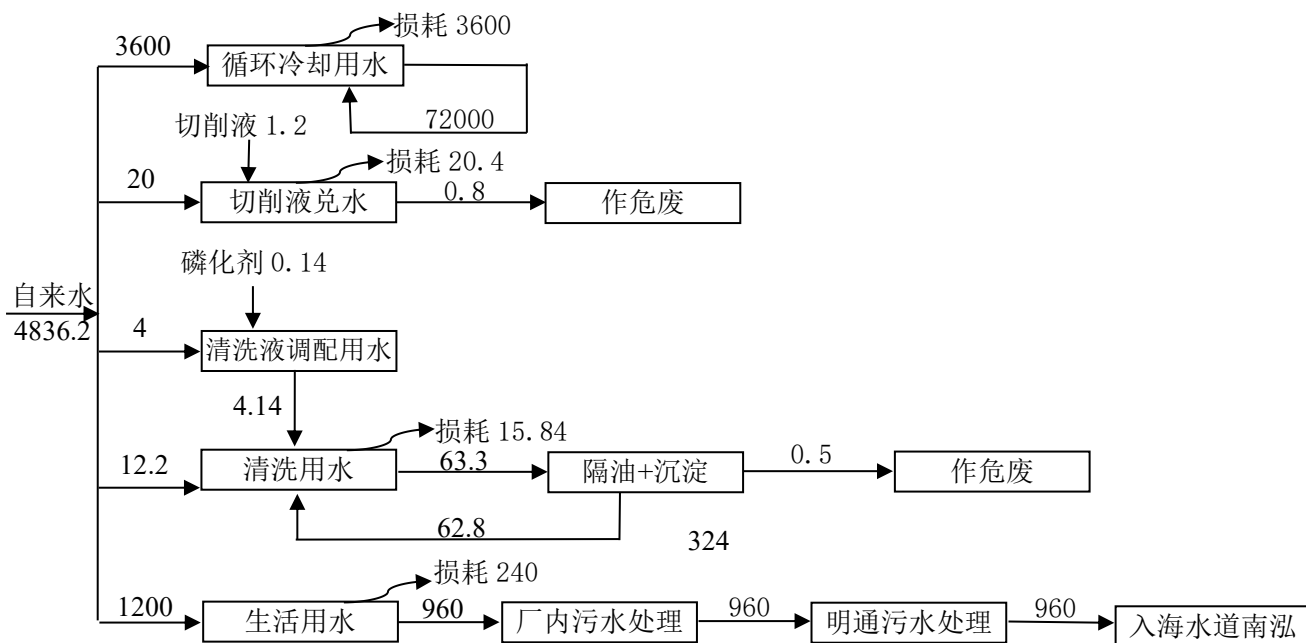 损耗 3600
3600
循环冷却用水
72000
切削液 1.2
损耗 20.4
20
切削液兑水
0.8
作危废
磷化剂 0.14
自来水
4836.2
4
清洗液调配用水
4.14
损耗 15.84
12.2
清洗用水
63.3
隔油+沉淀
0.5
作危废
62.8
324
损耗 240
1200
生活用水
960
厂内污水处理
960
明通污水处理
960
入海水道南泓